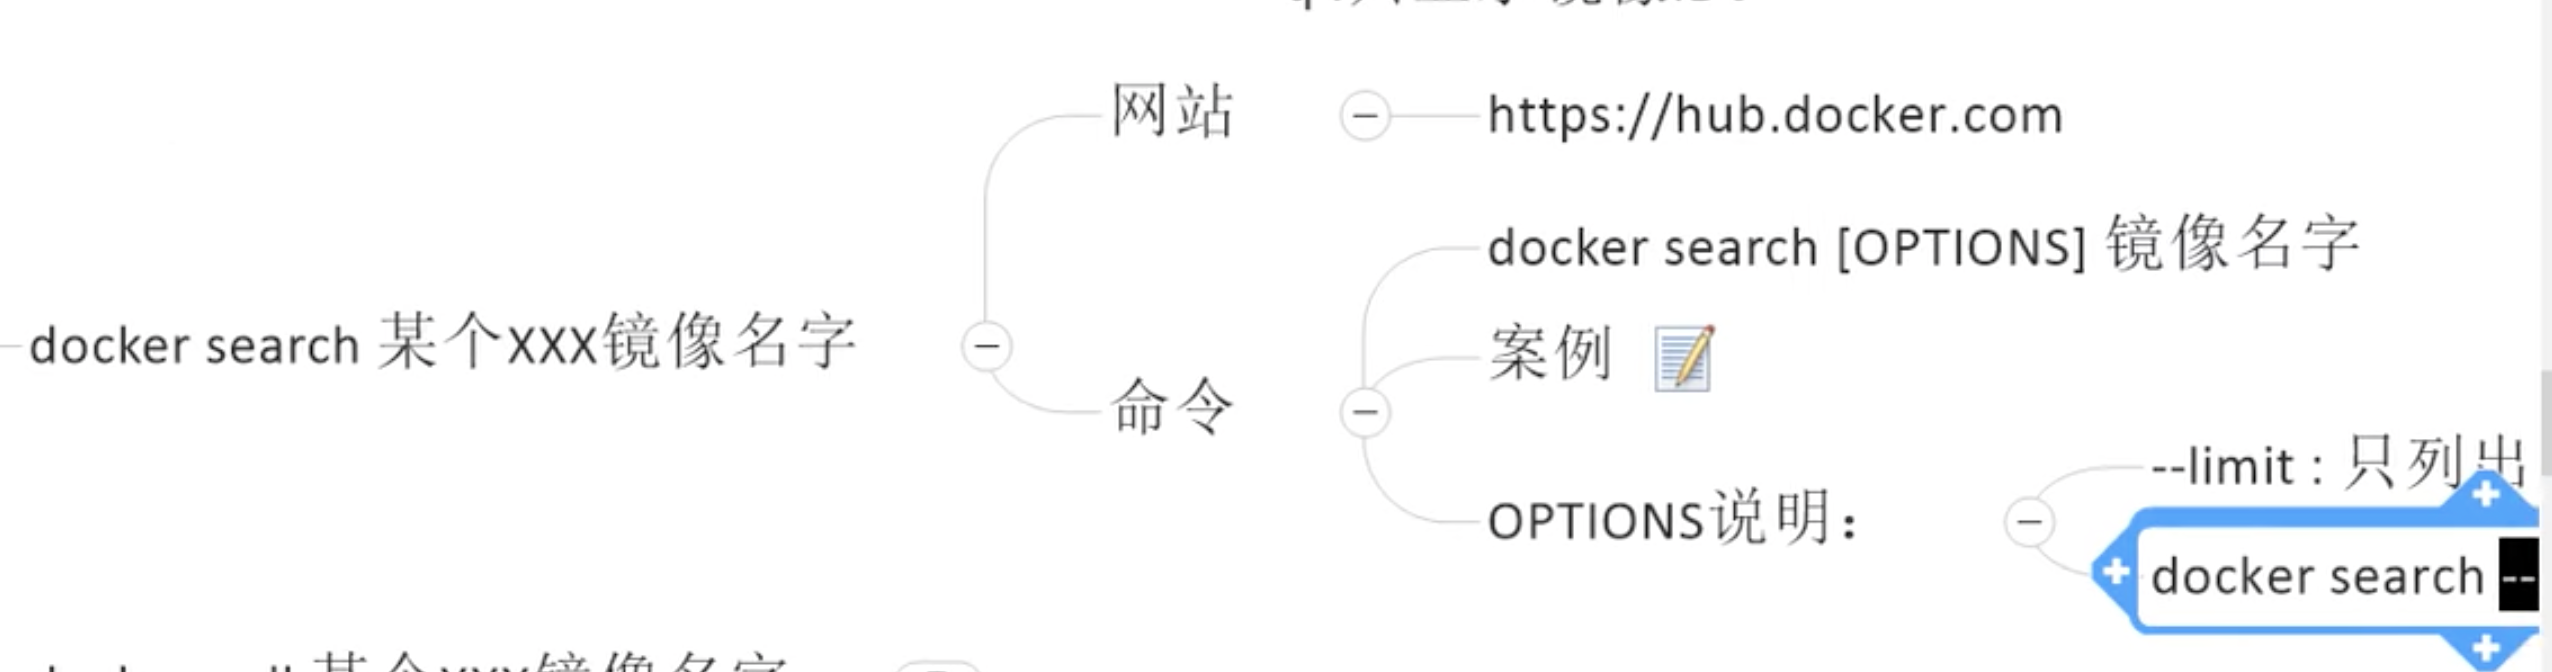 网站
https://hub.docker.com
docker search [OPTIONS] 镜像名字
docker search 某个XXX镜像名字
案例
命令
--limit : 只列出
OPTIONS说明：
docker search --
某个XXX镜像名字